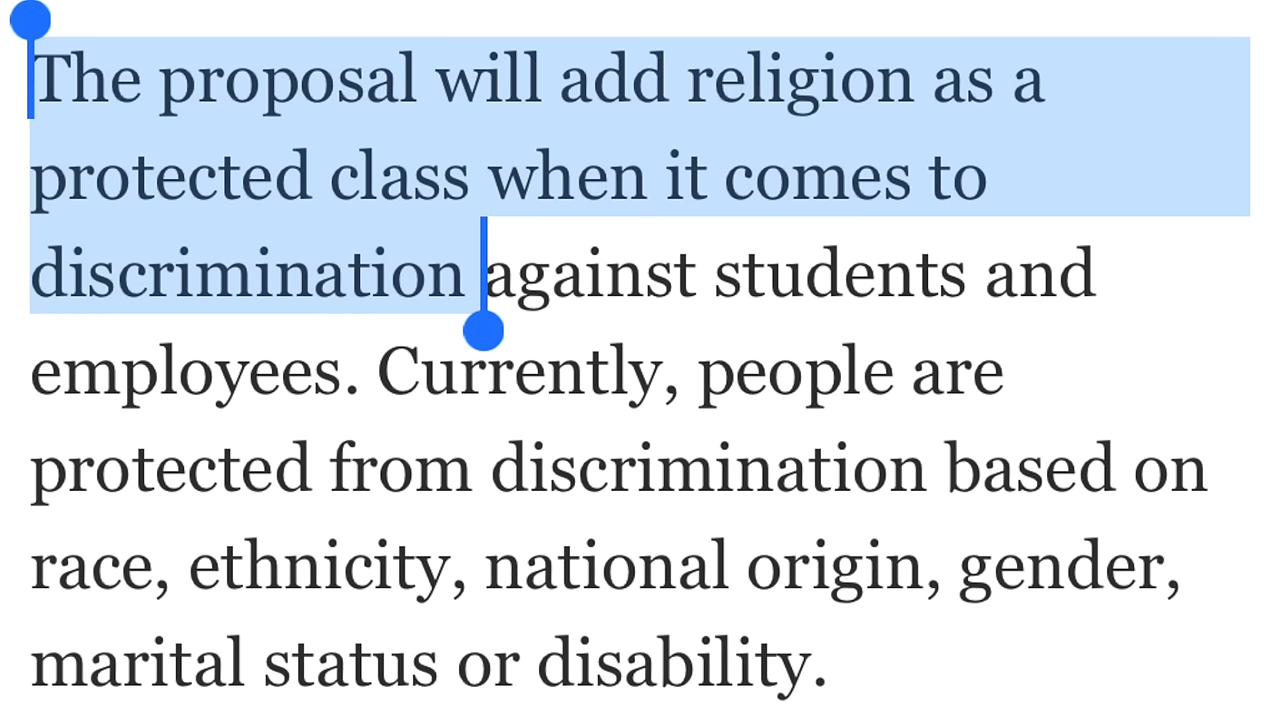 The proposal will add religion as a
protected class when it comes to
discrimination against students and
employees. Currently, people are
protected from discrimination based on
race, ethnicity, national origin, gender,
marital status or disability.